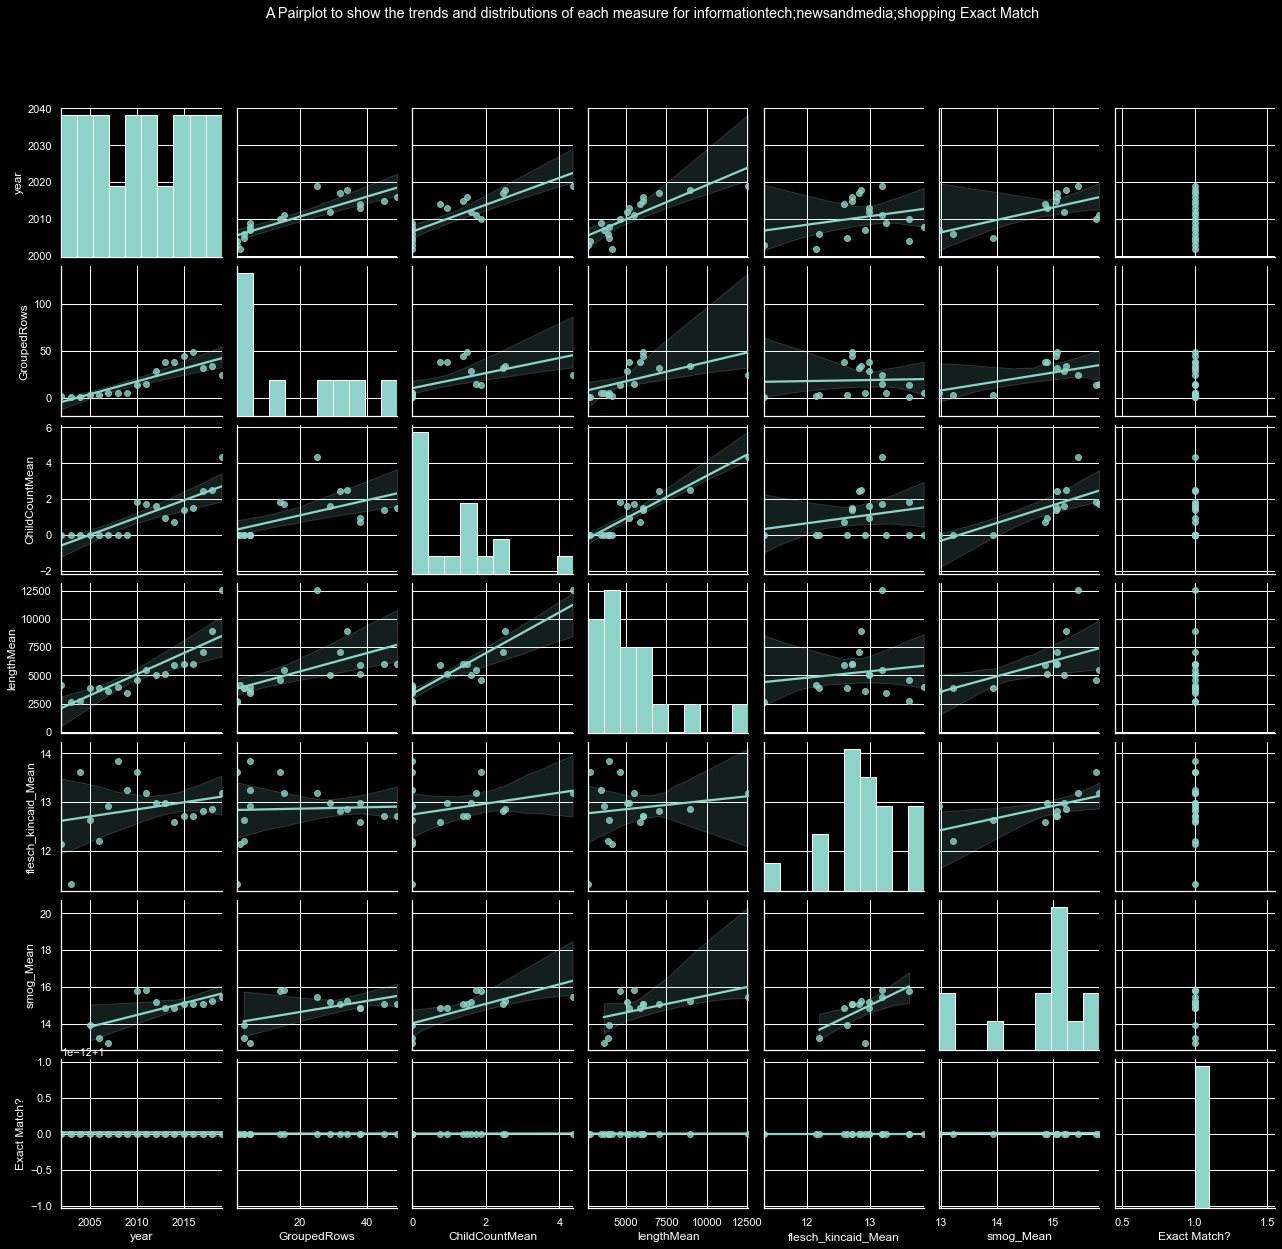 A Pairplot to show the trends and distributions of each measure for informationtech;newsandmedia;shopping Exact Match
2040
2030
2020
2010
2000
year
100
50
0
GroupedRows
6
4
2
0
−2
ChildCountMean
12500
10000
7500
5000
2500
0
lengthMean
14
13
12
flesch_kincaid_Mean
20
18
16
14
smog_Mean
1e−12+1
1.0
0.5
0.0
−0.5
−1.0
Exact Match?
2005 2010 2015
year
20 40
GroupedRows
0 2 4
ChildCountMean
5000 7500 10000 12500
lengthMean
12 13
flesch_kincaid_Mean
13 14 15
smog_Mean
0.5 1.0 1.5
Exact Match?